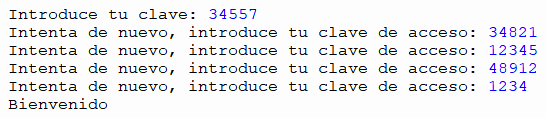 Introduce tu clave: 34557
Intenta de nuevo, introduce tu clave de acceso: 34821
Intenta de nuevo, introduce tu clave de acceso: 12345
Intenta de nuevo, introduce tu clave de acceso: 48912
Intenta de nuevo, introduce tu clave de acceso: 1234
Bienvenido